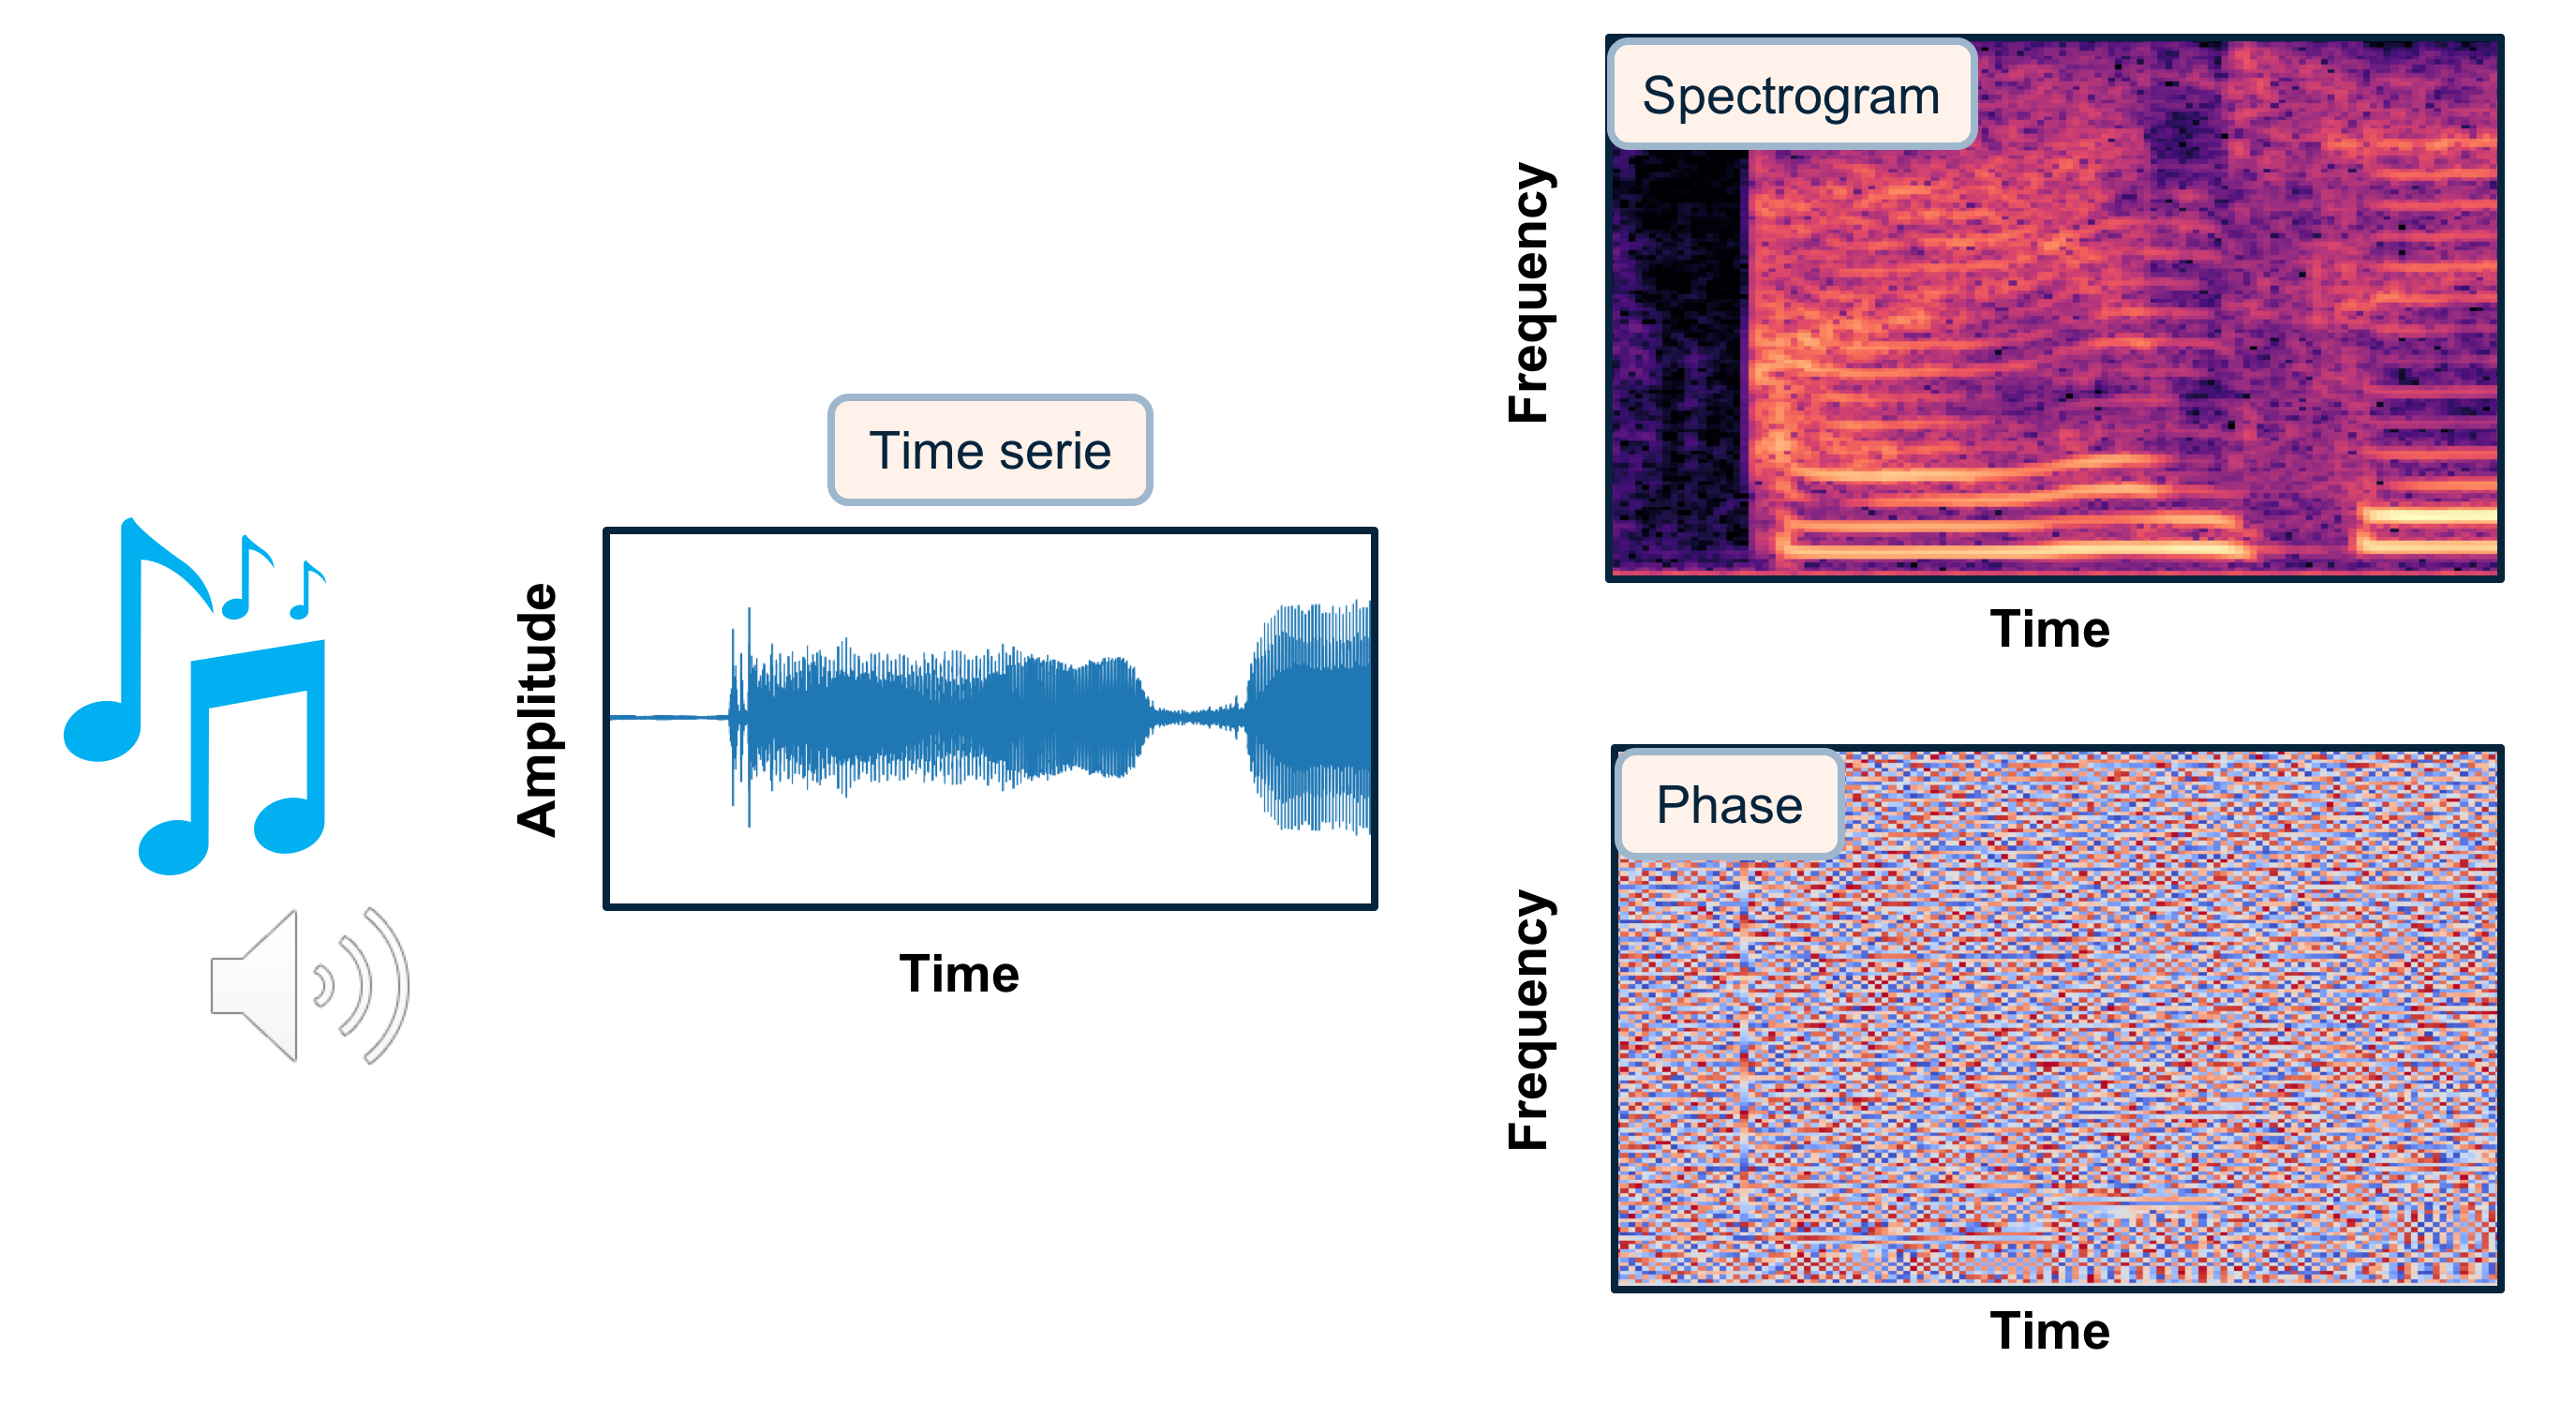 Time serie
Amplitude
Time
Spectrogram
Frequency
Time
Phase
Frequency
Time